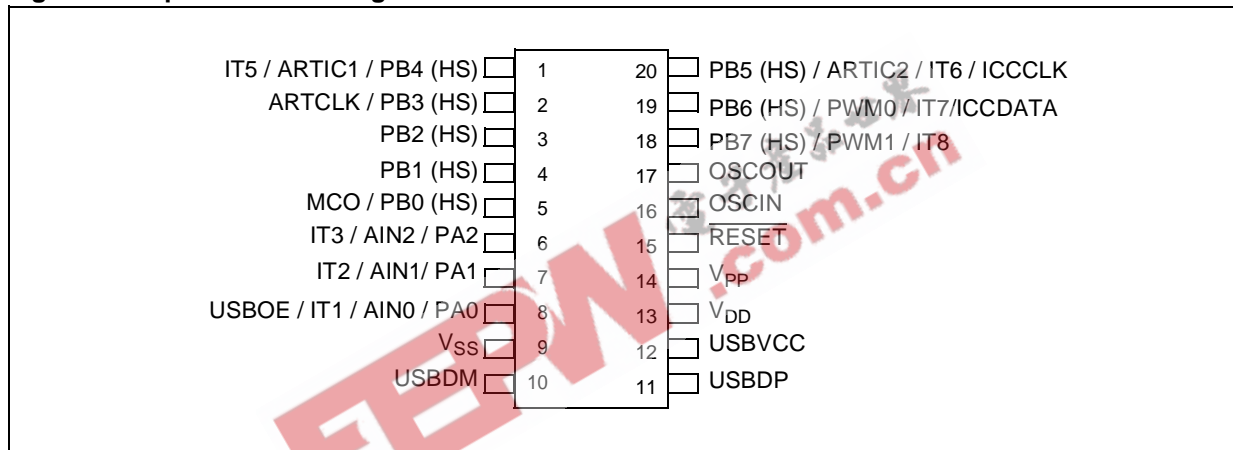 IT5 / ARTIC1 / PB4 (HS) 1 20 PB5 (HS) / ARTIC2 / IT6 / ICCCLK
ARTCLK / PB3 (HS) 2 19 PB6 (HS) / PWM0 / IT7/ICCDATA
PB2 (HS) 3 18 PB7 (HS) / PWM1 / IT8
PB1 (HS) 4 17 OSCOUT
MCO / PB0 (HS) 5 16 OSCIN
IT3 / AIN2 / PA2 6 15 RESET
IT2 / AIN1/ PA1 7 14 VPP
USBOE / IT1 / AIN0 / PA0 8 13 VDD
VSS 9 12 USBVCC
USBDM 10 11 USBDP
EEPW
.com.cn